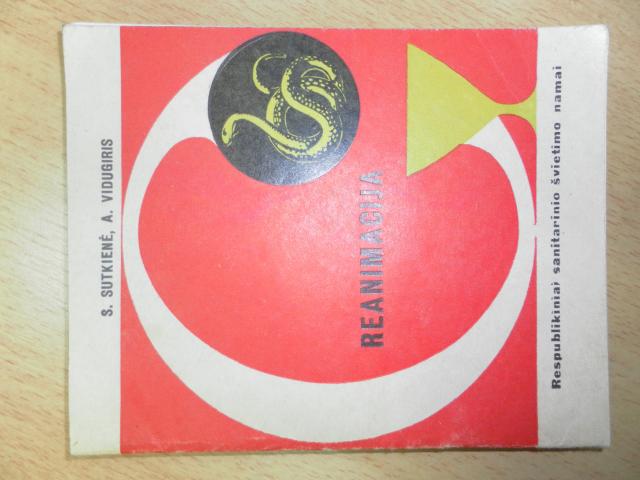 S. SUTKIENĖ, A. VIDUGIRIS
REANIMACIJA
Respublikiniai sanitarinio švietimo namai